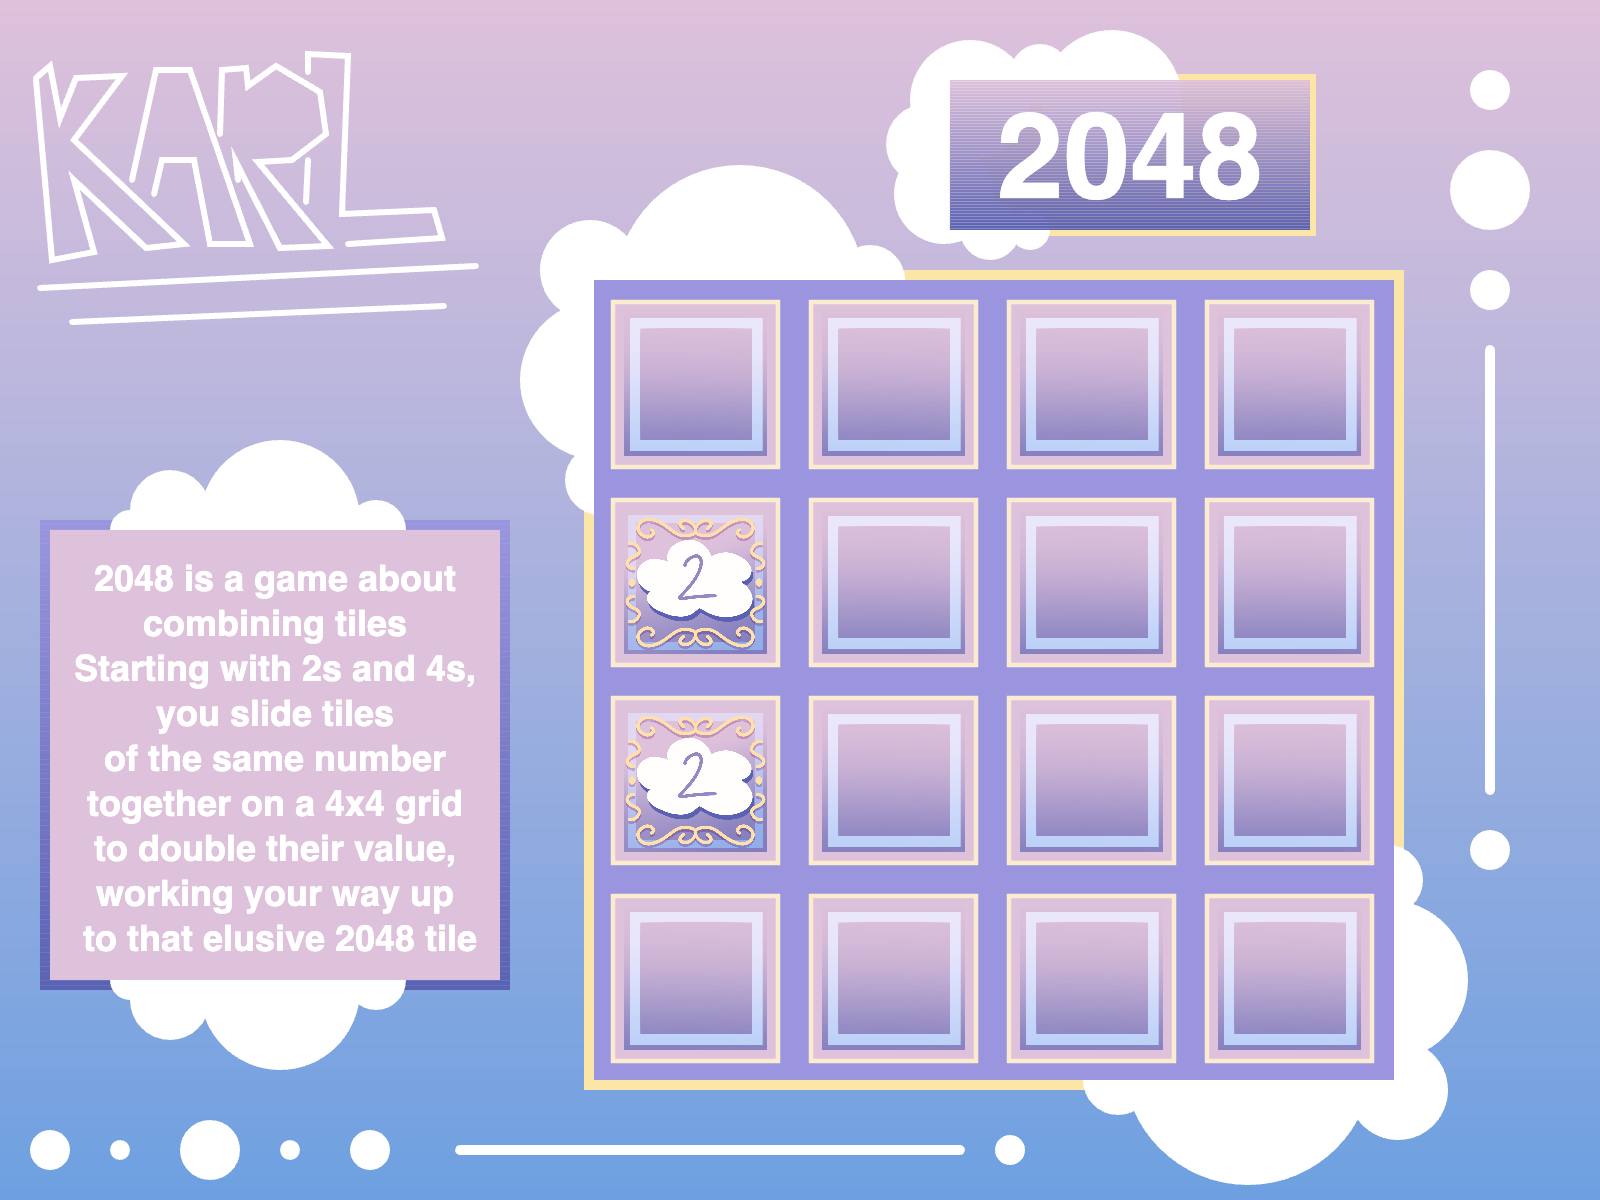 KARL
2048
2
2
2048 is a game about
combining tiles
Starting with 2s and 4s,
you slide tiles
of the same number
together on a 4x4 grid
to double their value,
working your way up
to that elusive 2048 tile